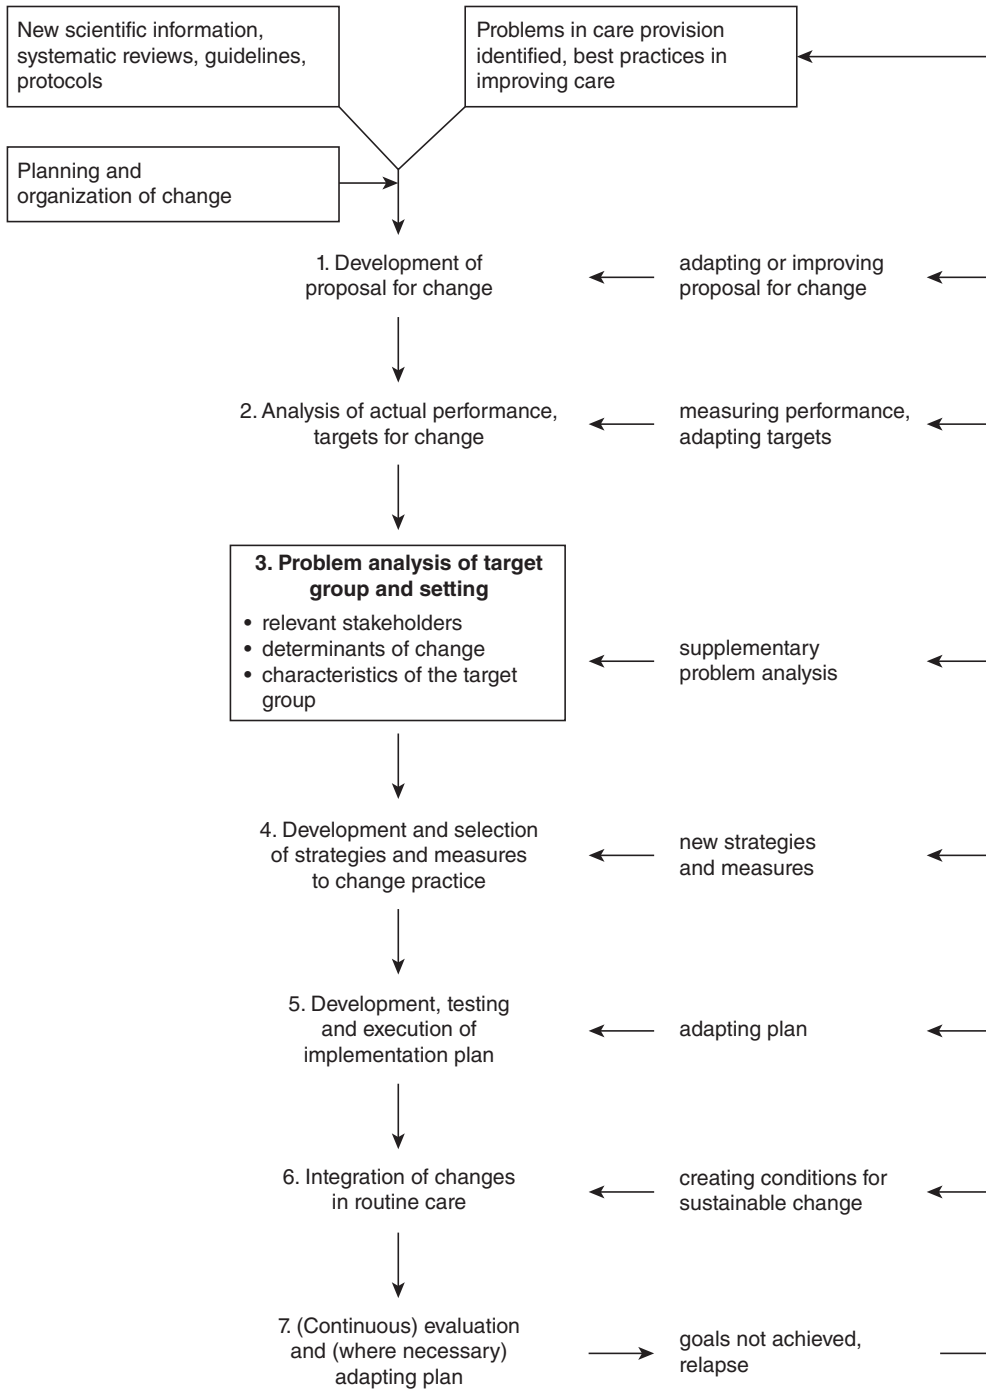 New scientific information,
systematic reviews, guidelines,
protocols
Problems in care provision
identified, best practices in
improving care
Planning and
organization of change
1. Development of
proposal for change
adapting or improving
proposal for change
2. Analysis of actual performance,
targets for change
measuring performance,
adapting targets
3. Problem analysis of target
group and setting
• relevant stakeholders
• determinants of change
• characteristics of the target
group
supplementary
problem analysis
4. Development and selection
of strategies and measures
to change practice
new strategies
and measures
5. Development, testing
and execution of
implementation plan
adapting plan
6. Integration of changes
in routine care
creating conditions for
sustainable change
7. (Continuous) evaluation
and (where necessary)
adapting plan
goals not achieved,
relapse